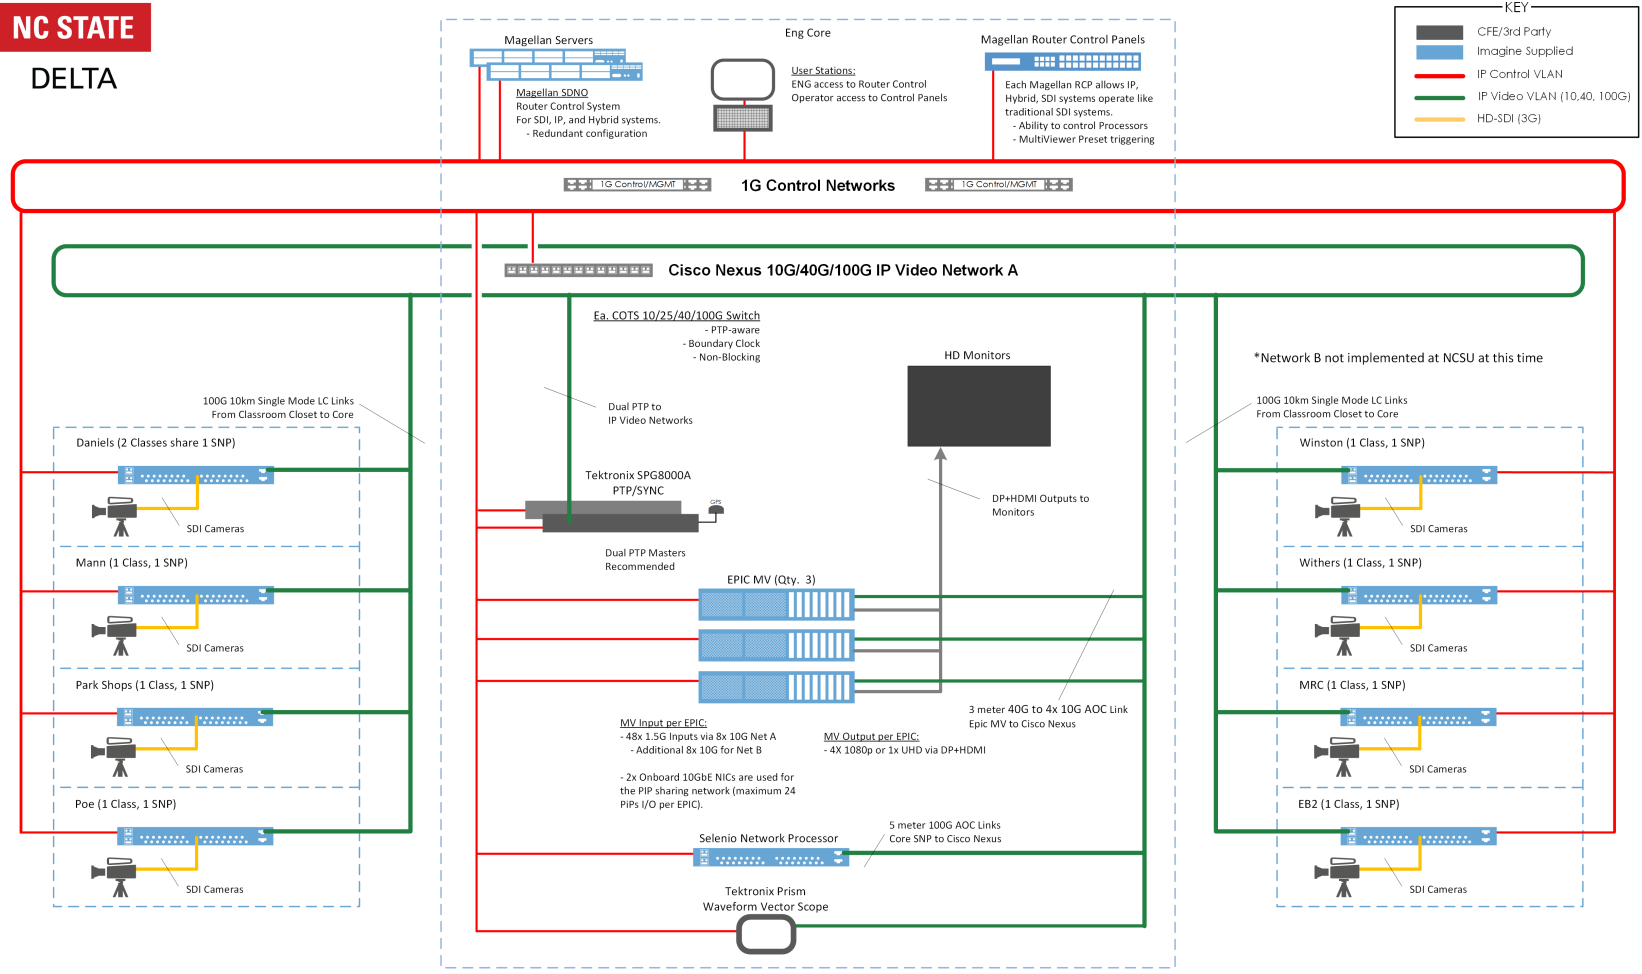 NC STATE
DELTA
Eng Core
Magellan Servers
Magellan SDNO
Router Control System
For SDI, IP, and Hybrid systems.
- Redundant configuration
User Stations:
ENG access to Router Control
Operator access to Control Panels
Magellan Router Control Panels
Each Magellan RCP allows IP,
Hybrid, SDI systems operate like
traditional SDI systems.
- Ability to control Processors
- MultiViewer Preset triggering
KEY
CFE/3rd Party
Imagine Supplied
IP Control VLAN
IP Video VLAN (10,40, 100G)
HD-SDI (3G)
1G Control/MGMT
1G Control Networks
1G Control/MGMT
Cisco Nexus 10G/40G/100G IP Video Network A
Ea. COTS 10/25/40/100G Switch
- PTP-aware
- Boundary Clock
- Non-Blocking
HD Monitors
*Network B not implemented at NCSU at this time
Dual PTP to
IP Video Networks
100G 10km Single Mode LC Links
From Classroom Closet to Core
100G 10km Single Mode LC Links
From Classroom Closet to Core
Daniels (2 Classes share 1 SNP)
SDI Cameras
Mann (1 Class, 1 SNP)
SDI Cameras
Park Shops (1 Class, 1 SNP)
SDI Cameras
Poe (1 Class, 1 SNP)
SDI Cameras
Tektronix SPG8000A
PTP/SYNC
GPS
Dual PTP Masters
Recommended
DP+HDMI Outputs to
Monitors
EPIC MV (Qty. 3)
3 meter 40G to 4x 10G AOC Link
Epic MV to Cisco Nexus
MV Input per EPIC:
- 48x 1.5G Inputs via 8x 10G Net A
- Additional 8x 10G for Net B
- 2x Onboard 10GbE NICs are used for
the PIP sharing network (maximum 24
PiPs I/O per EPIC).
MV Output per EPIC:
- 4X 1080p or 1x UHD via DP+HDMI
Selenio Network Processor
5 meter 100G AOC Links
Core SNP to Cisco Nexus
Tektronix Prism
Waveform Vector Scope
Winston (1 Class, 1 SNP)
SDI Cameras
Withers (1 Class, 1 SNP)
SDI Cameras
MRC (1 Class, 1 SNP)
SDI Cameras
EB2 (1 Class, 1 SNP)
SDI Cameras